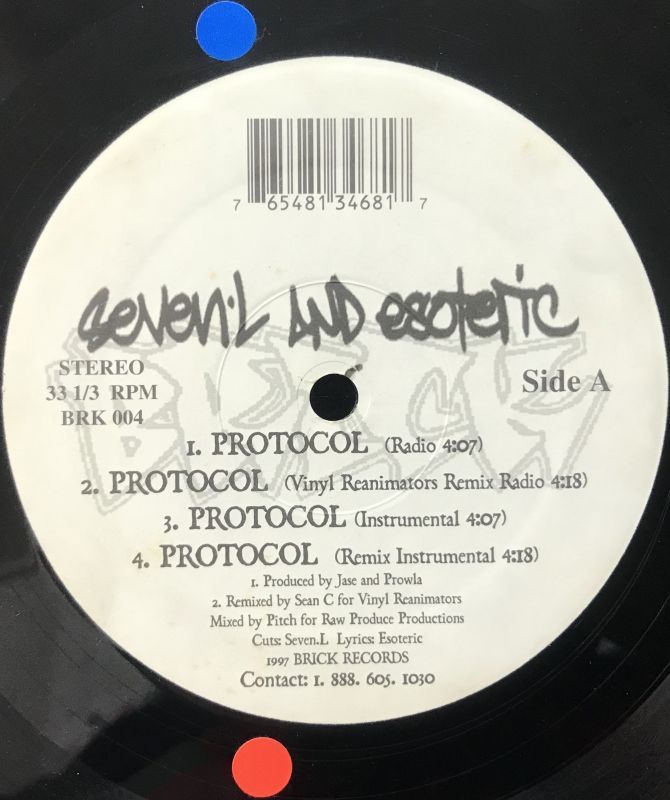 7 65481 34681 7
Seven.L AND esoteric
BRICK
STEREO
33 1/3 RPM
BRK 004
Side A
1. PROTOCOL (Radio 4:07)
2. PROTOCOL (Vinyl Reanimators Remix Radio 4:18)
3. PROTOCOL (Instrumental 4:07)
4. PROTOCOL (Remix Instrumental 4:18)
1. Produced by Jase and Prowla
2. Remixed by Sean C for Vinyl Reanimators
Mixed by Pitch for Raw Produce Productions
Cuts: Seven.L Lyrics: Esoteric
1997 BRICK RECORDS
Contact: 1. 888. 605. 1030